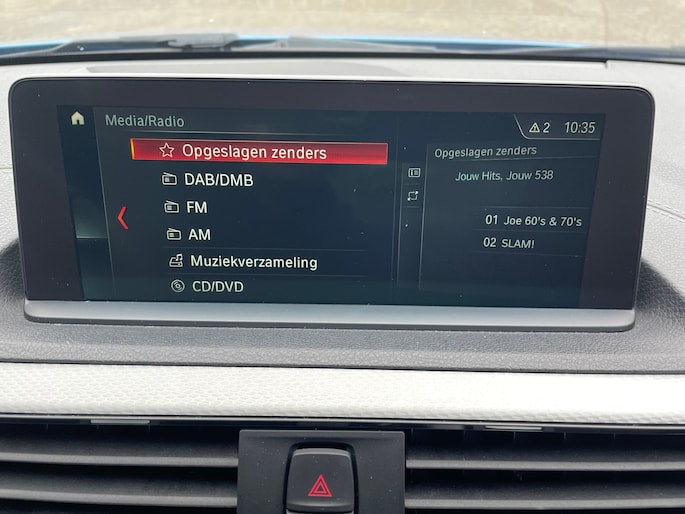 Media/Radio
2 10:35
Opgeslagen zenders
DAB/DMB
FM
AM
Muziekverzameling
CD/DVD
Opgeslagen zenders
Jouw Hits, Jouw 538
01 Joe 60's & 70's
02 SLAM!